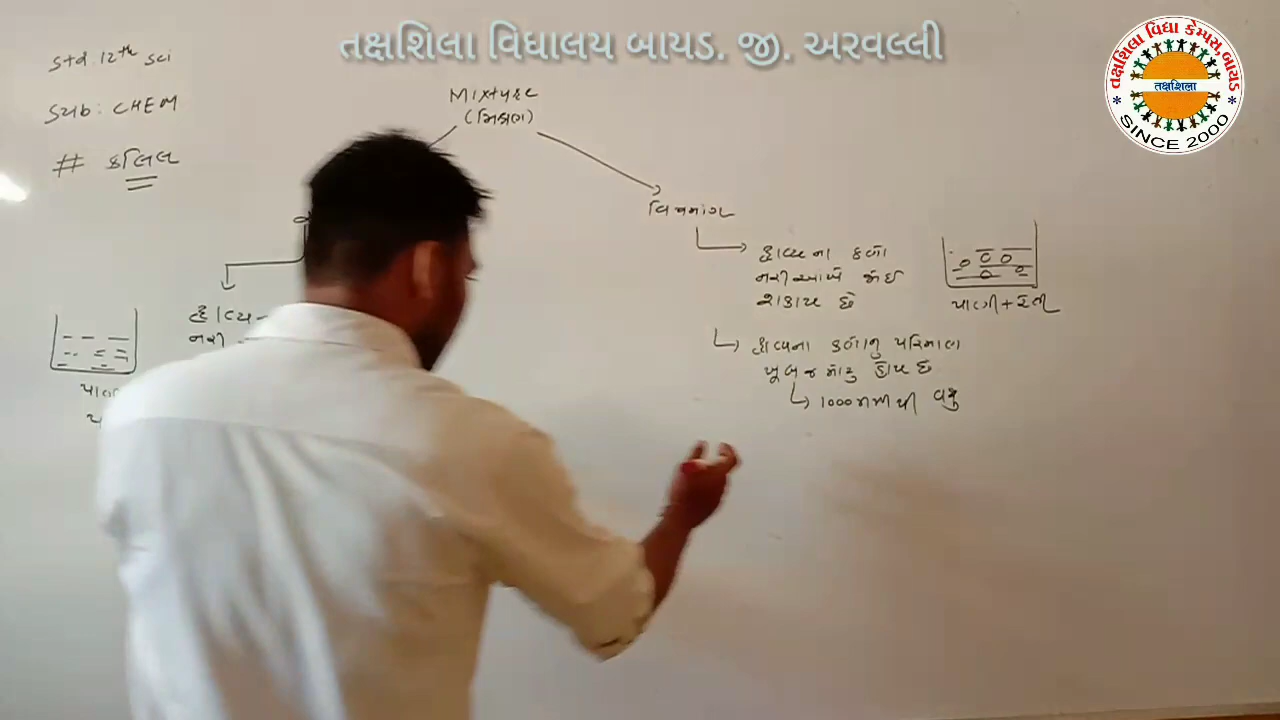 તક્ષશિલા વિધાલય બાયડ. જી. અરવલ્લી
તક્ષશિલા વિદ્યા કેમ્પસ, બાયડ
તક્ષશિલા
* SINCE 2000 *
Std: 12th sci
Sub: CHEM
# કલિલ
Mixture
(મિશ્રણ)
વિષમાંગ
દ્રાવ્યના કણો
નરી આંખે જોઈ
શકાય છે
પાણી + રેતી
દ્રાવ્યના કણોનું પરિમાણ
ખૂબ જ મોટુ હોય છે
1000 nm થી વધુ
દ્રાવ્ય
નરી